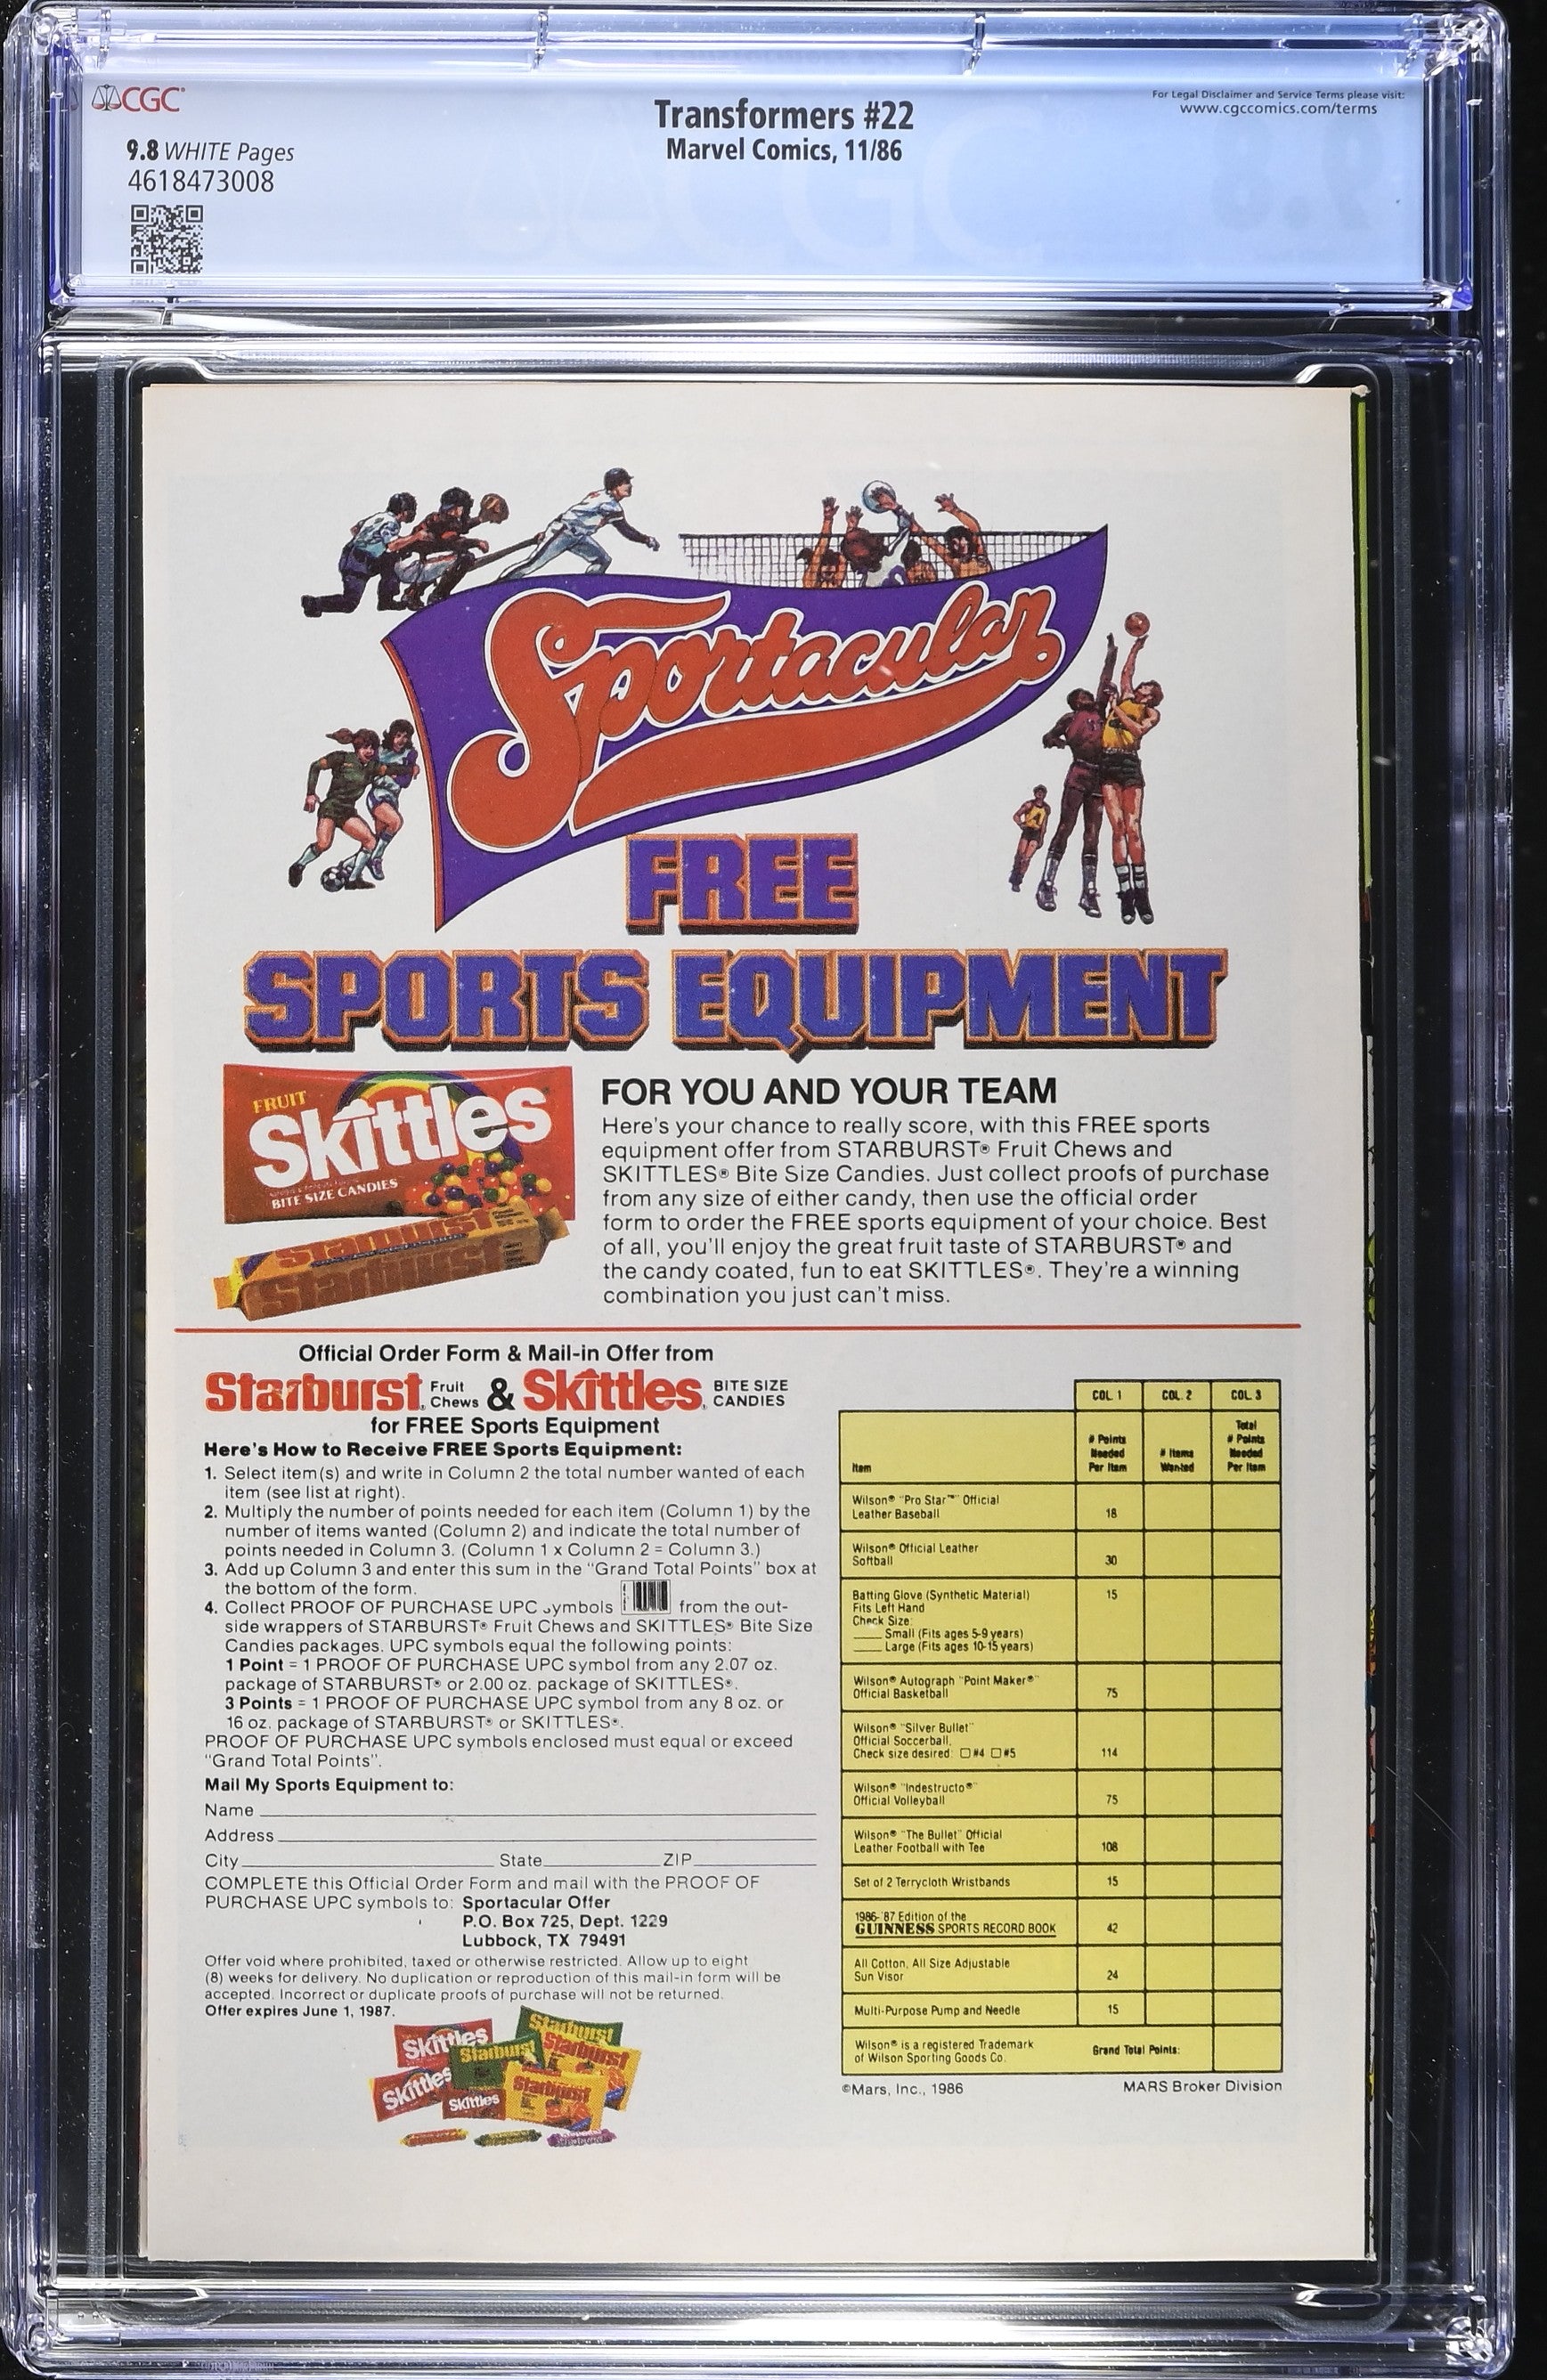 CGC
For Legal Disclaimer and Service Terms please visit:
www.cgccomics.com/terms
Transformers #22
Marvel Comics, 11/86
9.8 WHITE Pages
4618473008
Sportacular
FREE
SPORTS EQUIPMENT
FRUIT
Skittles
BITE SIZE CANDIES
Starburst
Starburst
FOR YOU AND YOUR TEAM
Here's your chance to really score, with this FREE sports
equipment offer from STARBURST® Fruit Chews and
SKITTLES® Bite Size Candies. Just collect proofs of purchase
from any size of either candy, then use the official order
form to order the FREE sports equipment of your choice. Best
of all, you'll enjoy the great fruit taste of STARBURST® and
the candy coated, fun to eat SKITTLES®. They're a winning
combination you just can't miss.
Official Order Form & Mail-in Offer from
Starburst® Fruit Chews & Skittles® BITE SIZE CANDIES
for FREE Sports Equipment
Here's How to Receive FREE Sports Equipment:
1. Select item(s) and write in Column 2 the total number wanted of each
item (see list at right).
2. Multiply the number of points needed for each item (Column 1) by the
number of items wanted (Column 2) and indicate the total number of
points needed in Column 3. (Column 1 x Column 2 = Column 3.)
3. Add up Column 3 and enter this sum in the "Grand Total Points" box at
the bottom of the form.
4. Collect PROOF OF PURCHASE UPC symbols from the out-
side wrappers of STARBURST® Fruit Chews and SKITTLES® Bite Size
Candies packages. UPC symbols equal the following points:
1 Point = 1 PROOF OF PURCHASE UPC symbol from any 2.07 oz.
package of STARBURST® or 2.00 oz. package of SKITTLES®.
3 Points = 1 PROOF OF PURCHASE UPC symbol from any 8 oz. or
16 oz. package of STARBURST® or SKITTLES®.
PROOF OF PURCHASE UPC symbols enclosed must equal or exceed
"Grand Total Points".
Mail My Sports Equipment to:
Name
Address
City State ZIP
COMPLETE this Official Order Form and mail with the PROOF OF
PURCHASE UPC symbols to: Sportacular Offer
P.O. Box 725, Dept. 1229
Lubbock, TX 79491
Offer void where prohibited, taxed or otherwise restricted. Allow up to eight
(8) weeks for delivery. No duplication or reproduction of this mail-in form will be
accepted. Incorrect or duplicate proofs of purchase will not be returned.
Offer expires June 1, 1987.
Skittles
Starburst
Starburst
Starburst
Skittles
Skittles
Starburst
COL. 1 COL. 2 COL. 3
Item
# Points
Needed
Per Item
# Items
Wanted
Total
# Points
Needed
Per Item
Wilson® "Pro Star™" Official
Leather Baseball 18
Wilson® Official Leather
Softball 30
Batting Glove (Synthetic Material) 15
Fits Left Hand
Check Size:
Small (Fits ages 5-9 years)
Large (Fits ages 10-15 years)
Wilson® Autograph "Point Maker®"
Official Basketball 75
Wilson® "Silver Bullet"
Official Soccerball.
Check size desired: □ #4 □ #5 114
Wilson® "Indestructo®"
Official Volleyball 75
Wilson® "The Bullet" Official
Leather Football with Tee 108
Set of 2 Terrycloth Wristbands 15
1986-'87 Edition of the
GUINNESS SPORTS RECORD BOOK 42
All Cotton, All Size Adjustable
Sun Visor 24
Multi-Purpose Pump and Needle 15
Wilson® is a registered Trademark
of Wilson Sporting Goods Co.
Grand Total Points:
©Mars, Inc., 1986 MARS Broker Division